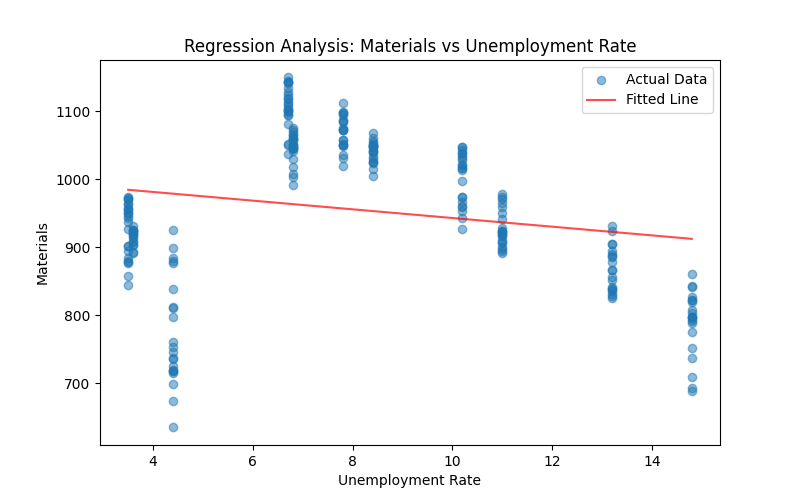 Regression Analysis: Materials vs Unemployment Rate
Actual Data
Fitted Line
1100
1000
900
800
700
Materials
4 6 8 10 12 14
Unemployment Rate